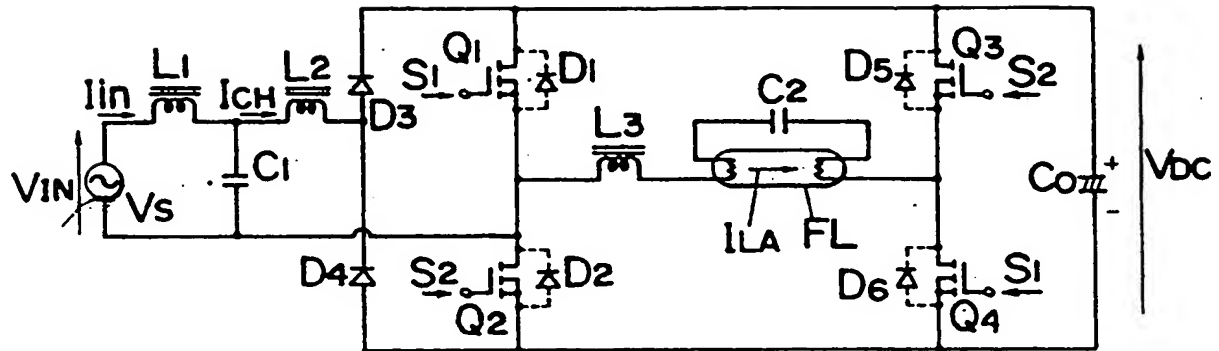 Q1
Q3
L1
L2
S1
D1
D5
S2
Iin
ICH
C2
D3
L3
VIN
C1
Co
+
VDC
VS
-
ILA
FL
D4
S2
D2
D6
S1
Q2
Q4